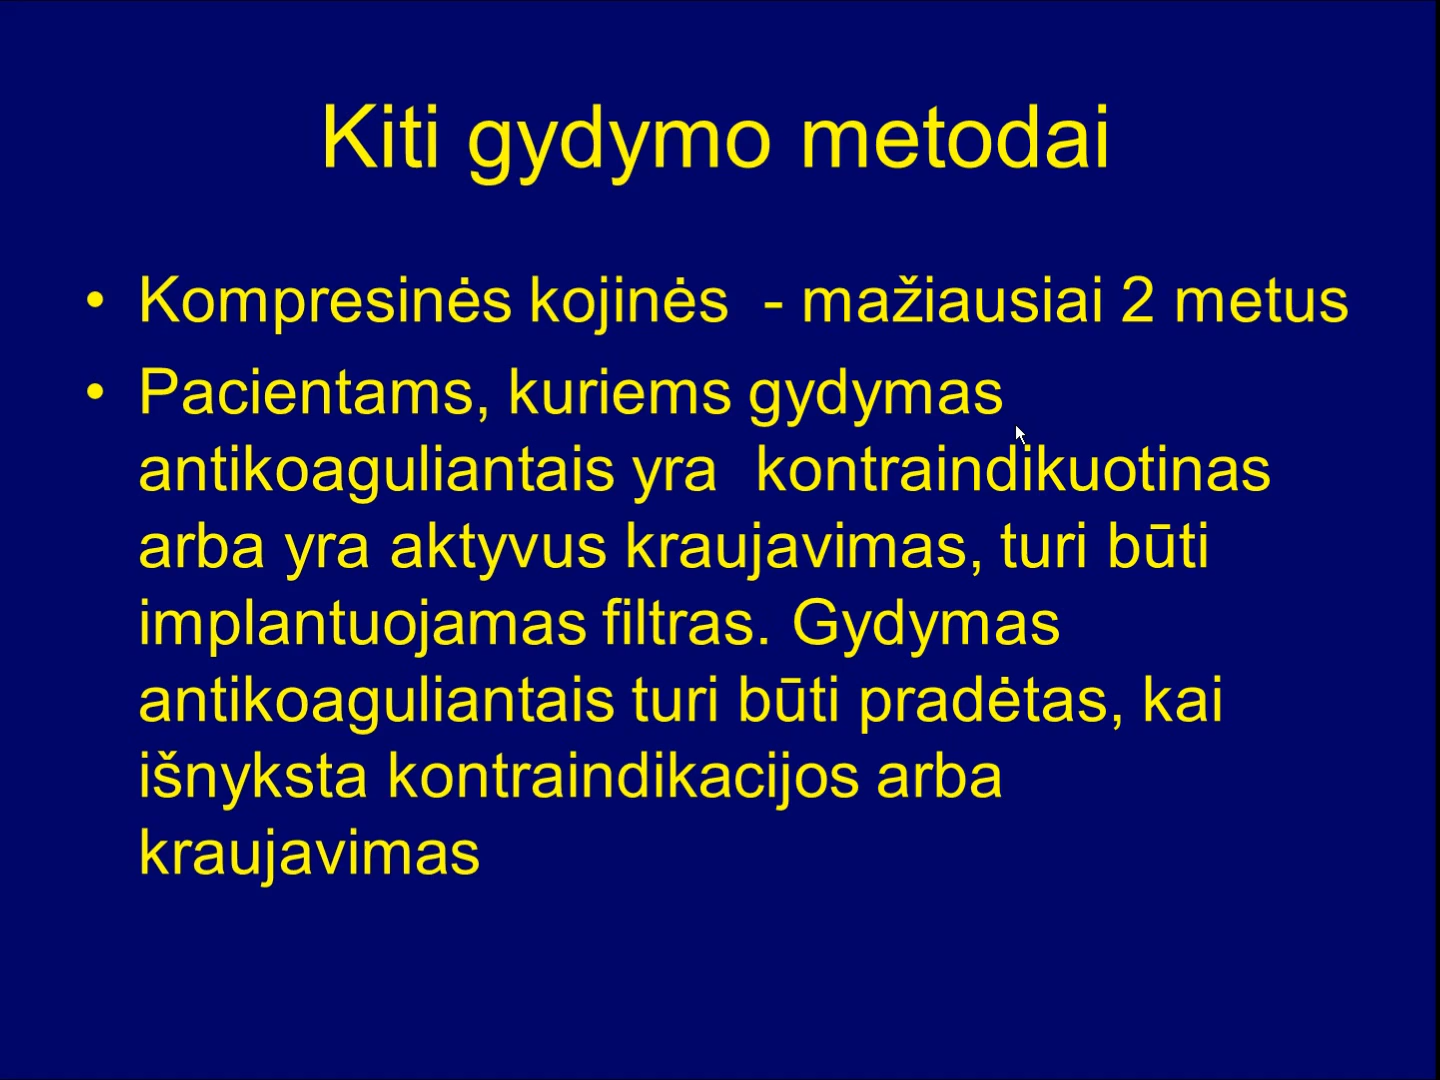 Kiti gydymo metodai
• Kompresinės kojinės  - mažiausiai 2 metus
• Pacientams, kuriems gydymas
antikoaguliantais yra  kontraindikuotinas
arba yra aktyvus kraujavimas, turi būti
implantuojamas filtras. Gydymas
antikoaguliantais turi būti pradėtas, kai
išnyksta kontraindikacijos arba
kraujavimas